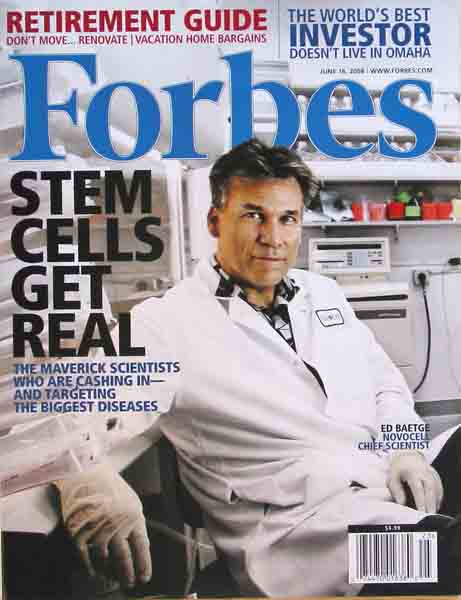 RETIREMENT GUIDE
DON'T MOVE... RENOVATE | VACATION HOME BARGAINS
THE WORLD'S BEST
INVESTOR
DOESN'T LIVE IN OMAHA
JUNE 16, 2008 | WWW.FORBES.COM
Forbes
STEM
CELLS
GET
REAL
THE MAVERICK SCIENTISTS
WHO ARE CASHING IN—
AND TARGETING
THE BIGGEST DISEASES
ED BAETGE
NOVOCELL
CHIEF SCIENTIST
$4.99